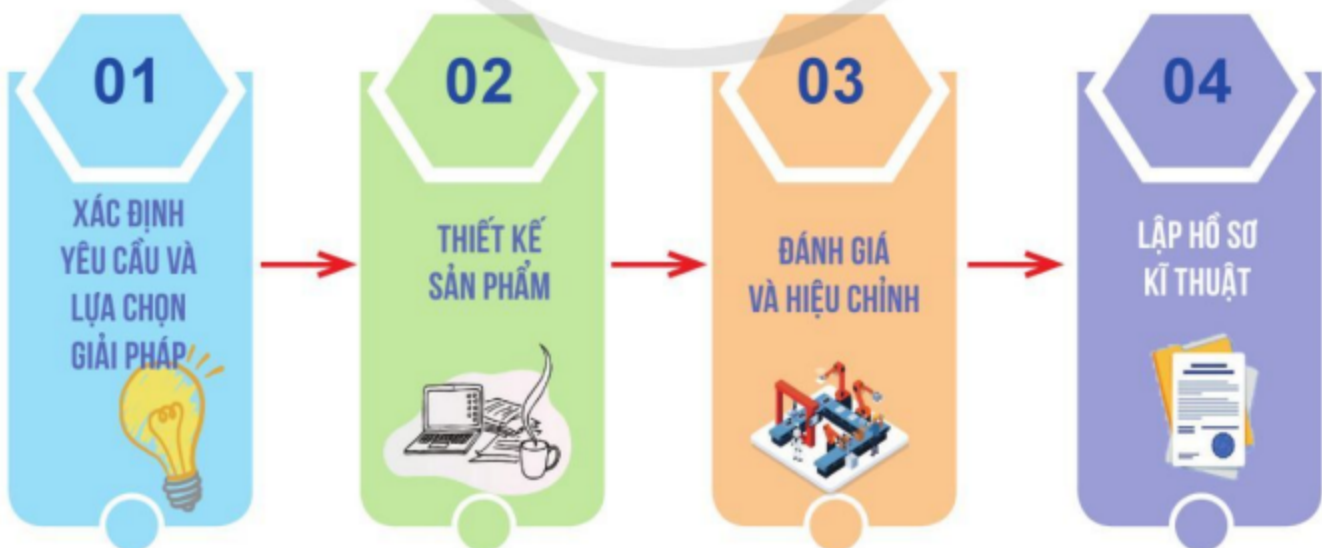 01
XÁC ĐỊNH
YÊU CẦU VÀ
LỰA CHỌN
GIẢI PHÁP
02
THIẾT KẾ
SẢN PHẨM
03
ĐÁNH GIÁ
VÀ HIỆU CHỈNH
04
LẬP HỒ SƠ
KĨ THUẬT